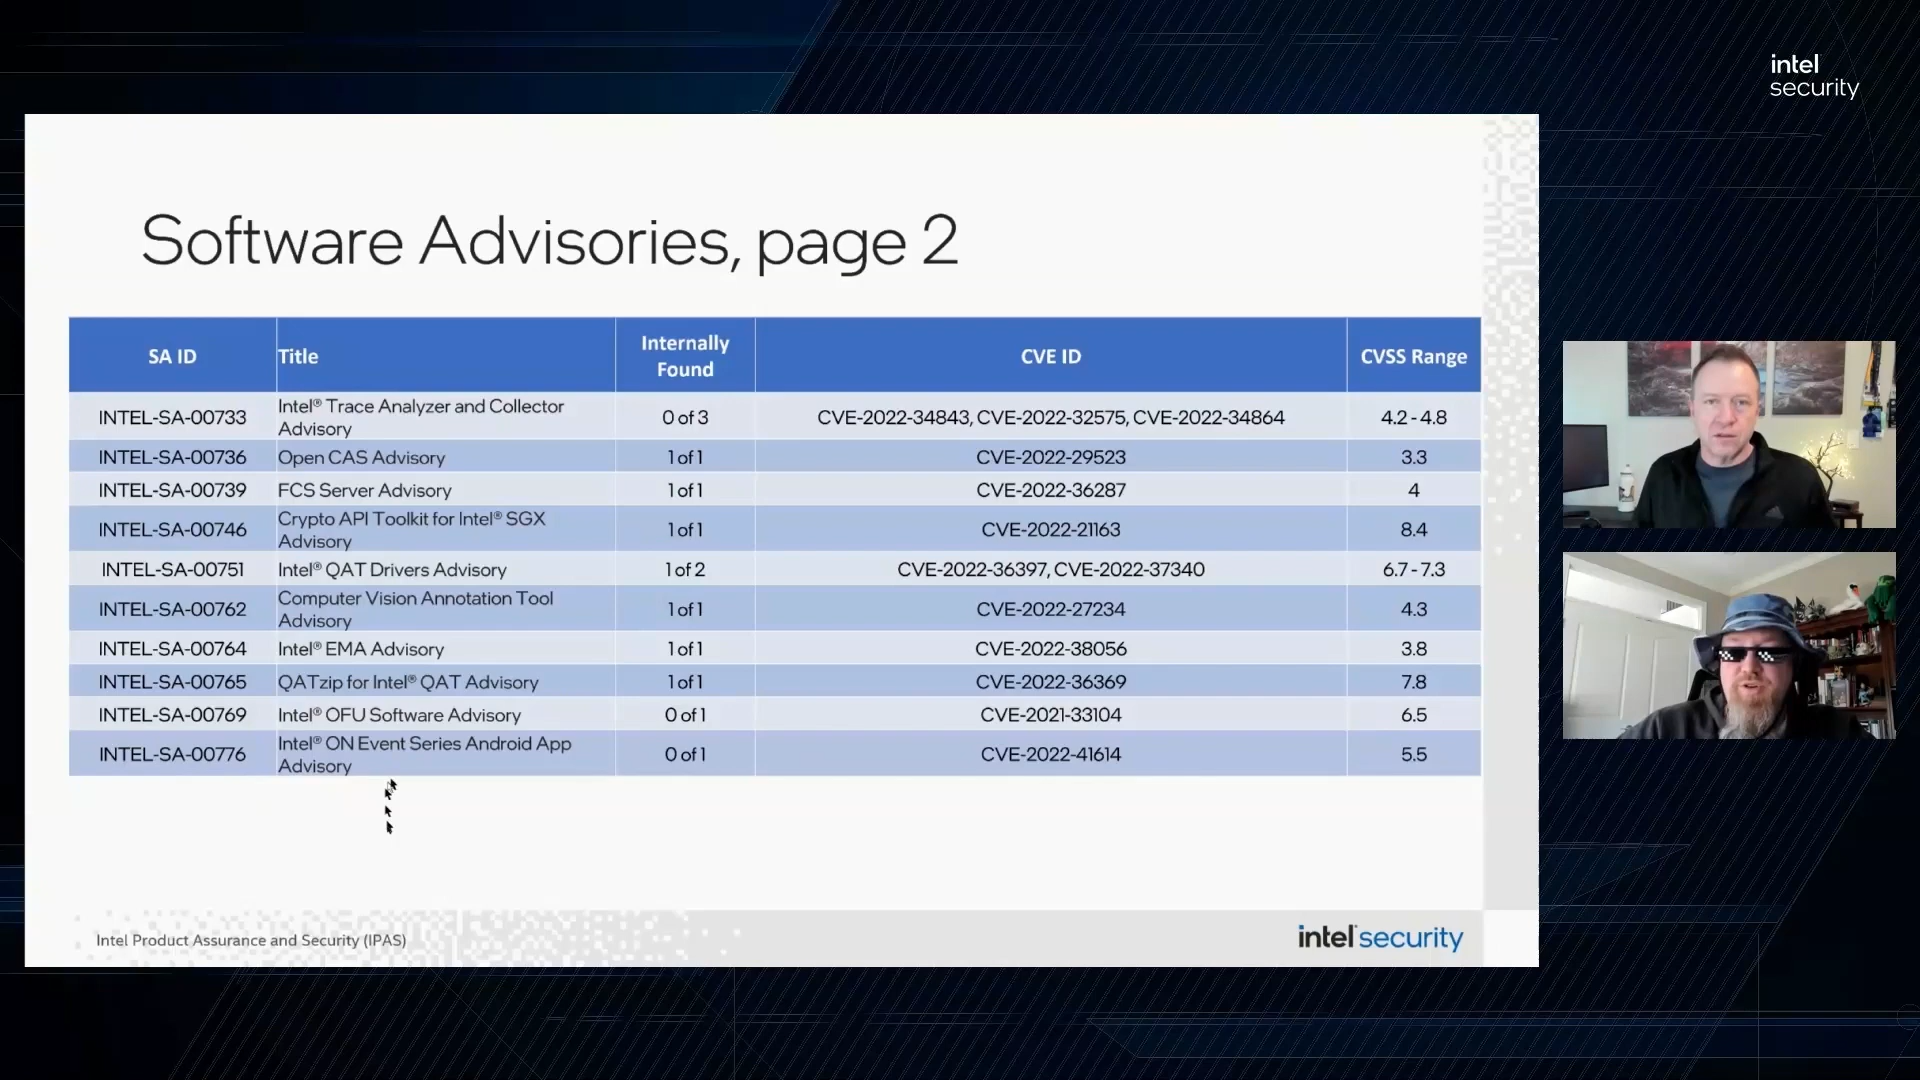 intel
security
Software Advisories, page 2
SA ID Title Internally Found CVE ID CVSS Range
INTEL-SA-00733 Intel® Trace Analyzer and Collector Advisory 0 of 3 CVE-2022-34843, CVE-2022-32575, CVE-2022-34864 4.2 - 4.8
INTEL-SA-00736 Open CAS Advisory 1 of 1 CVE-2022-29523 3.3
INTEL-SA-00739 FCS Server Advisory 1 of 1 CVE-2022-36287 4
INTEL-SA-00746 Crypto API Toolkit for Intel® SGX Advisory 1 of 1 CVE-2022-21163 8.4
INTEL-SA-00751 Intel® QAT Drivers Advisory 1 of 2 CVE-2022-36397, CVE-2022-37340 6.7 - 7.3
INTEL-SA-00762 Computer Vision Annotation Tool Advisory 1 of 1 CVE-2022-27234 4.3
INTEL-SA-00764 Intel® EMA Advisory 1 of 1 CVE-2022-38056 3.8
INTEL-SA-00765 QATzip for Intel® QAT Advisory 1 of 1 CVE-2022-36369 7.8
INTEL-SA-00769 Intel® OFU Software Advisory 0 of 1 CVE-2021-33104 6.5
INTEL-SA-00776 Intel® ON Event Series Android App Advisory 0 of 1 CVE-2022-41614 5.5
Intel Product Assurance and Security (IPAS)
intel security